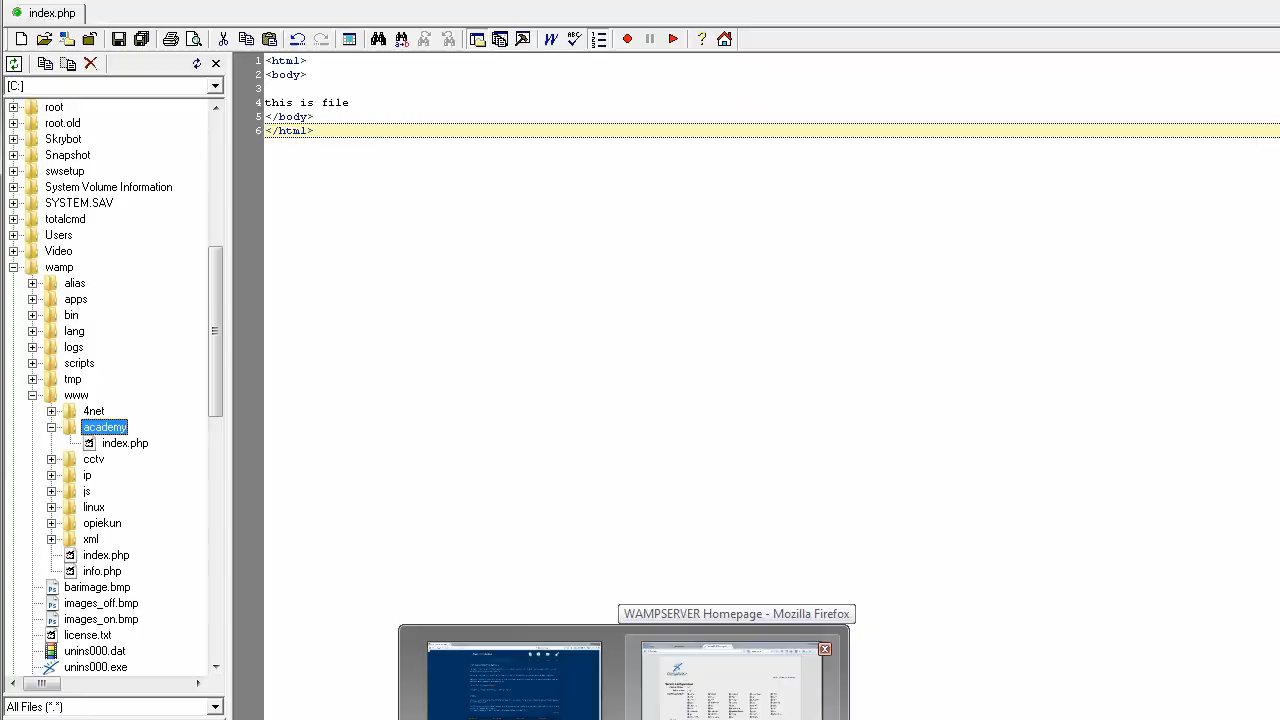 index.php
[C:]
root
root.old
Skrybot
Snapshot
swsetup
System Volume Information
SYSTEM.SAV
totalcmd
Users
Video
wamp
alias
apps
bin
lang
logs
scripts
tmp
www
4net
academy
index.php
cctv
ip
js
linux
opiekun
xml
index.php
info.php
barimage.bmp
images_off.bmp
images_on.bmp
license.txt
unins000.dat
unins000.exe
1 <html>
2 <body>
3
4 this is file
5 </body>
6 </html>
WAMPSERVER Homepage - Mozilla Firefox